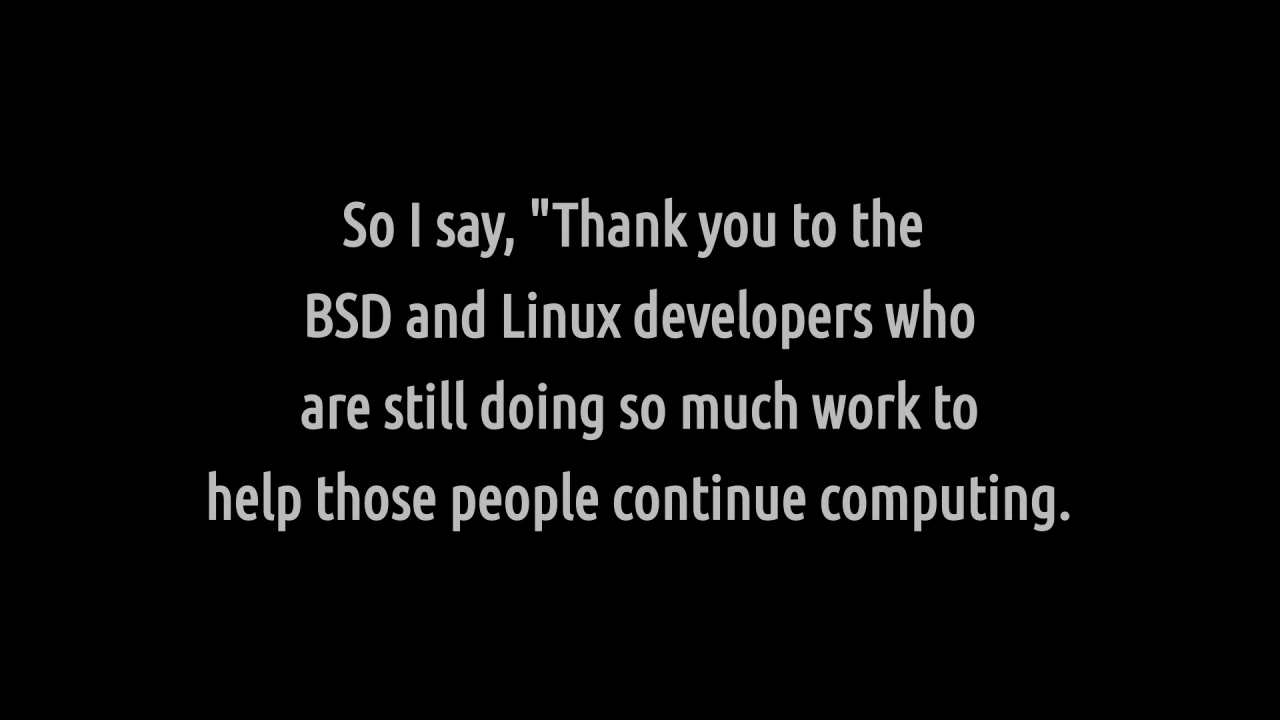 So I say, "Thank you to the
BSD and Linux developers who
are still doing so much work to
help those people continue computing.